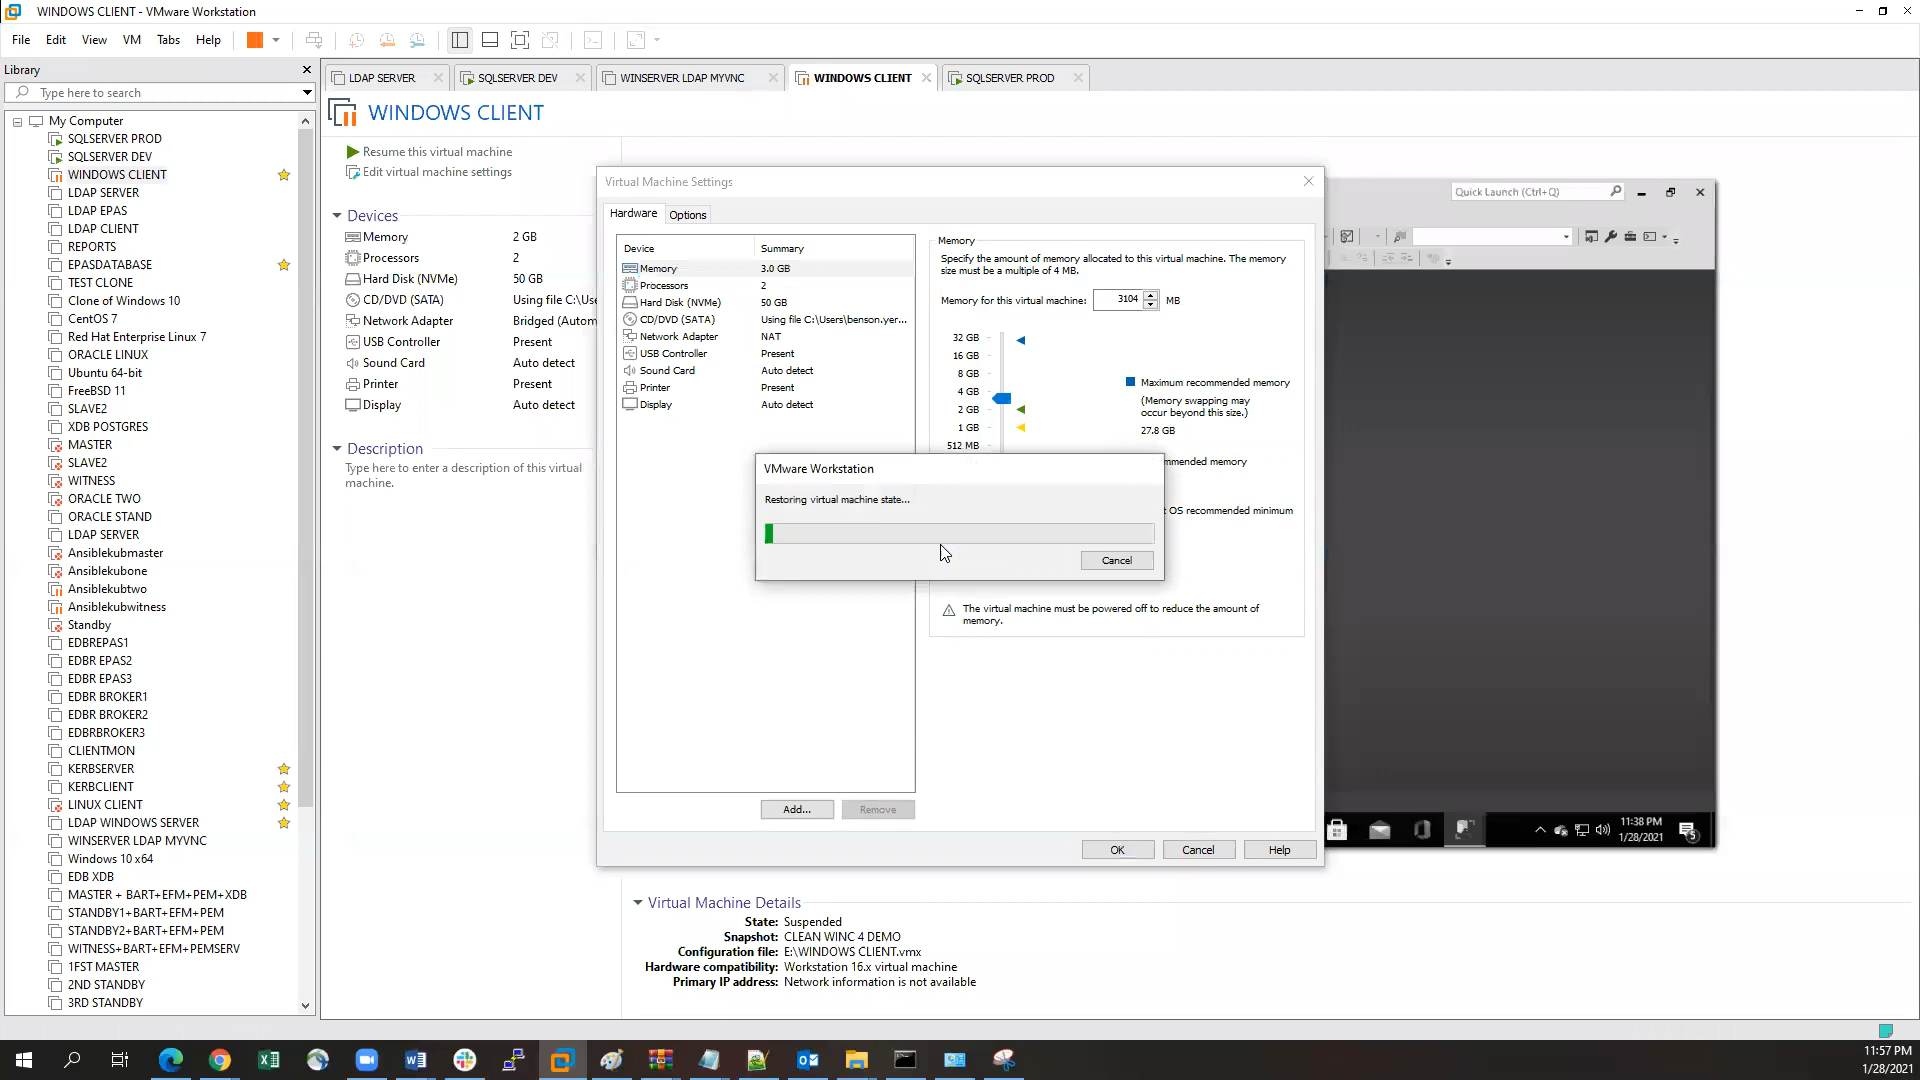 WINDOWS CLIENT - VMware Workstation
File Edit View VM Tabs Help
Library
Type here to search
My Computer
SQLSERVER PROD
SQLSERVER DEV
WINDOWS CLIENT
LDAP SERVER
LDAP EPAS
LDAP CLIENT
REPORTS
EPASDATABASE
TEST CLONE
Clone of Windows 10
CentOS 7
Red Hat Enterprise Linux 7
ORACLE LINUX
Ubuntu 64-bit
FreeBSD 11
SLAVE2
XDB POSTGRES
MASTER
SLAVE2
WITNESS
ORACLE TWO
ORACLE STAND
LDAP SERVER
Ansiblekubmaster
Ansiblekubone
Ansiblekubtwo
Ansiblekubwitness
Standby
EDBREPAS1
EDBR EPAS2
EDBR EPAS3
EDBR BROKER1
EDBR BROKER2
EDBRBROKER3
CLIENTMON
KERBSERVER
KERBCLIENT
LINUX CLIENT
LDAP WINDOWS SERVER
WINSERVER LDAP MYVNC
Windows 10 x64
EDB XDB
MASTER + BART+EFM+PEM+XDB
STANDBY1+BART+EFM+PEM
STANDBY2+BART+EFM+PEM
WITNESS+BART+EFM+PEMSERV
1FST MASTER
2ND STANDBY
3RD STANDBY
LDAP SERVER SQLSERVER DEV WINSERVER LDAP MYVNC WINDOWS CLIENT SQLSERVER PROD
WINDOWS CLIENT
Resume this virtual machine
Edit virtual machine settings
Devices
Memory 2 GB
Processors 2
Hard Disk (NVMe) 50 GB
CD/DVD (SATA) Using file C:\Use
Network Adapter Bridged (Autom
USB Controller Present
Sound Card Auto detect
Printer Present
Display Auto detect
Description
Type here to enter a description of this virtual
machine.
Virtual Machine Settings
Hardware Options
Device Summary
Memory 3.0 GB
Processors 2
Hard Disk (NVMe) 50 GB
CD/DVD (SATA) Using file C:\Users\benson.yer...
Network Adapter NAT
USB Controller Present
Sound Card Auto detect
Printer Present
Display Auto detect
Add... Remove
Memory
Specify the amount of memory allocated to this virtual machine. The memory
size must be a multiple of 4 MB.
Memory for this virtual machine: 3104 MB
32 GB
16 GB
8 GB
4 GB
2 GB
1 GB
512 MB
Maximum recommended memory
(Memory swapping may
occur beyond this size.)
27.8 GB
mmended memory
t OS recommended minimum
The virtual machine must be powered off to reduce the amount of
memory.
OK Cancel Help
VMware Workstation
Restoring virtual machine state...
Cancel
Quick Launch (Ctrl+Q)
11:38 PM
1/28/2021
5
Virtual Machine Details
State: Suspended
Snapshot: CLEAN WINC 4 DEMO
Configuration file: E:\WINDOWS CLIENT.vmx
Hardware compatibility: Workstation 16.x virtual machine
Primary IP address: Network information is not available
11:57 PM
1/28/2021